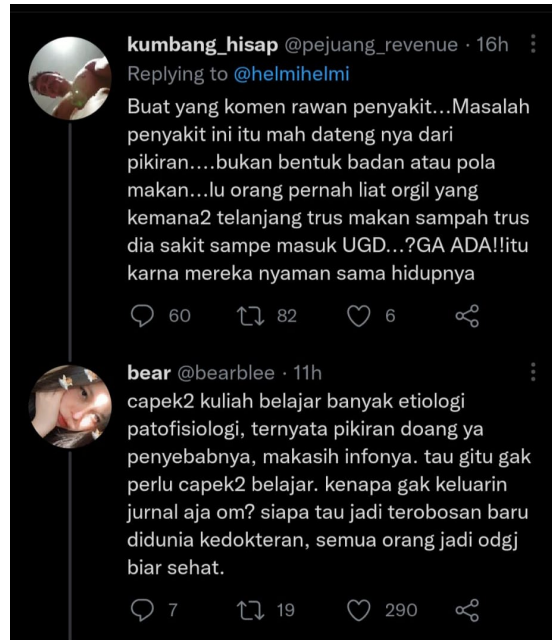 kumbang_hisap @pejuang_revenue · 16h
Replying to @helmihelmi
Buat yang komen rawan penyakit...Masalah
penyakit ini itu mah dateng nya dari
pikiran....bukan bentuk badan atau pola
makan...lu orang pernah liat orgil yang
kemana2 telanjang trus makan sampah trus
dia sakit sampe masuk UGD...?GA ADA!!itu
karna mereka nyaman sama hidupnya
60 82 6
bear @bearblee · 11h
capek2 kuliah belajar banyak etiologi
patofisiologi, ternyata pikiran doang ya
penyebabnya, makasih infonya. tau gitu gak
perlu capek2 belajar. kenapa gak keluarin
jurnal aja om? siapa tau jadi terobosan baru
didunia kedokteran, semua orang jadi odgj
biar sehat.
7 19 290